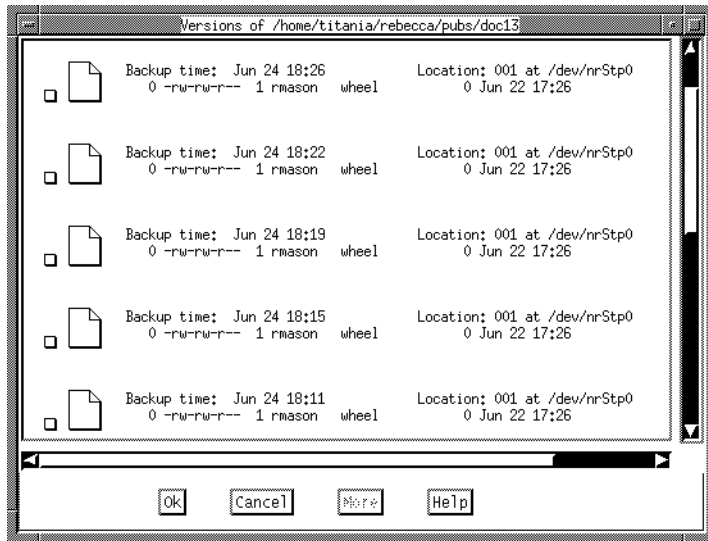 Versions of /home/titania/rebecca/pubs/doc13
Backup time: Jun 24 18:26 Location: 001 at /dev/nrStp0
0 -rw-rw-r-- 1 rmason wheel 0 Jun 22 17:26
Backup time: Jun 24 18:22 Location: 001 at /dev/nrStp0
0 -rw-rw-r-- 1 rmason wheel 0 Jun 22 17:26
Backup time: Jun 24 18:19 Location: 001 at /dev/nrStp0
0 -rw-rw-r-- 1 rmason wheel 0 Jun 22 17:26
Backup time: Jun 24 18:15 Location: 001 at /dev/nrStp0
0 -rw-rw-r-- 1 rmason wheel 0 Jun 22 17:26
Backup time: Jun 24 18:11 Location: 001 at /dev/nrStp0
0 -rw-rw-r-- 1 rmason wheel 0 Jun 22 17:26
Ok Cancel More Help